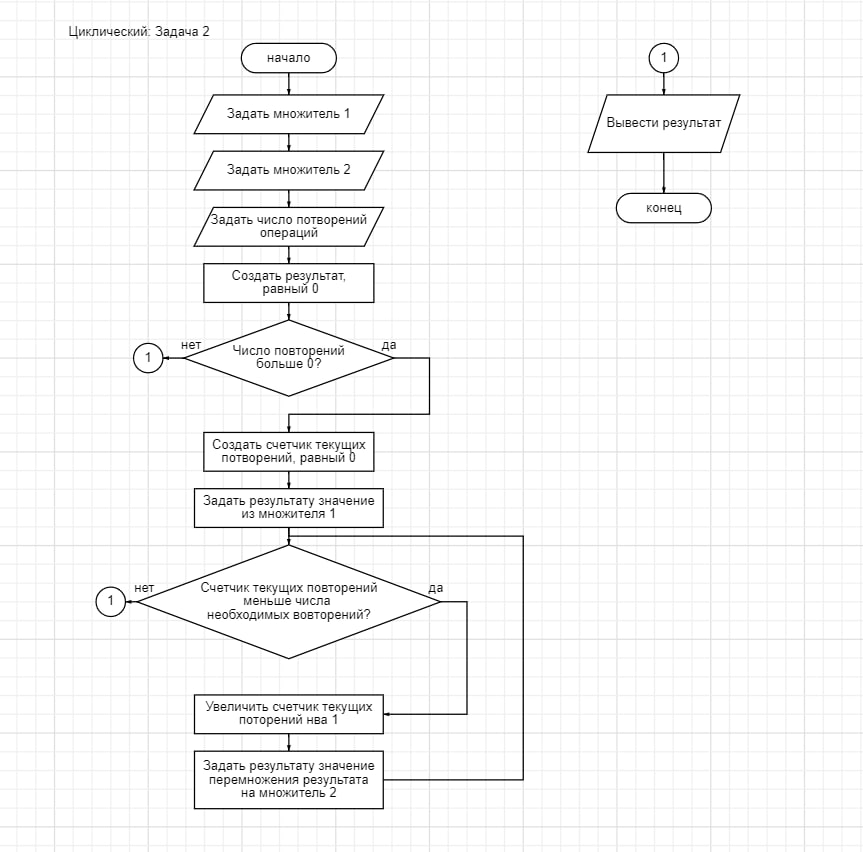 Циклический: Задача 2
начало
Задать множитель 1
Задать множитель 2
Задать число потворений
операций
Создать результат,
равный 0
нет
Число повторений
больше 0?
да
1
Создать счетчик текущих
потворений, равный 0
Задать результату значение
из множителя 1
нет
Счетчик текущих повторений
меньше числа
необходимых вовторений?
да
1
Увеличить счетчик текущих
поторений нва 1
Задать результату значение
перемножения результата
на множитель 2
1
Вывести результат
конец